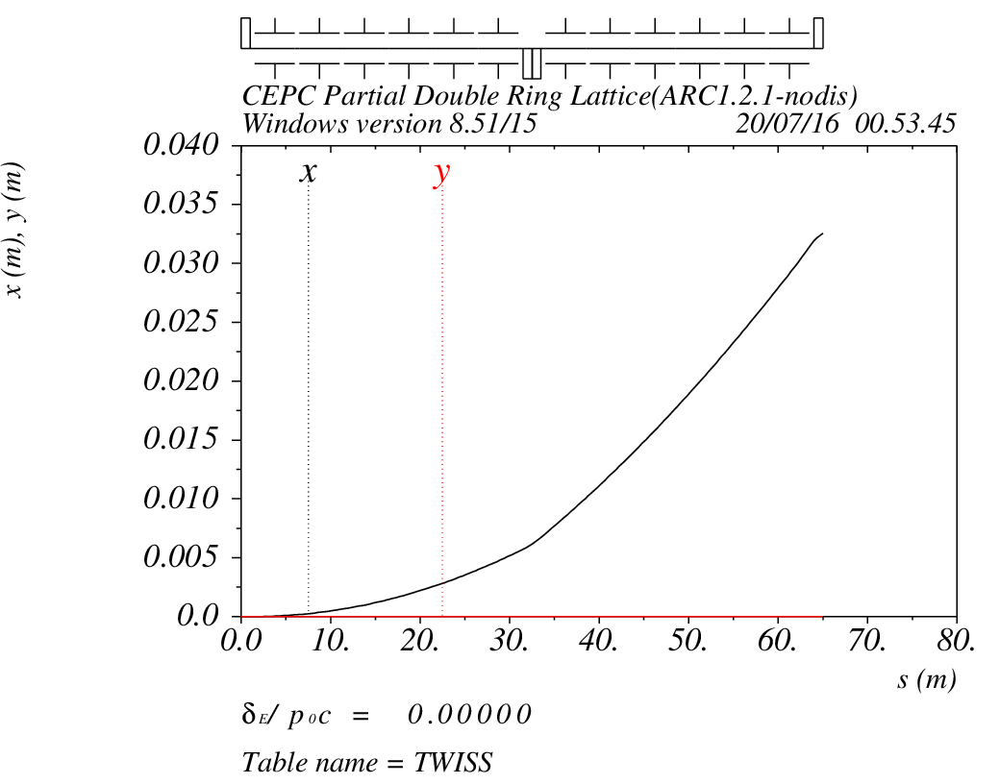 CEPC Partial Double Ring Lattice(ARC1.2.1-nodis)
Windows version 8.51/15 20/07/16 00.53.45
x (m), y (m)
0.040
0.035
0.030
0.025
0.020
0.015
0.010
0.005
0.0
x y
0.0 10. 20. 30. 40. 50. 60. 70. 80.
s (m)
δE/ p0c = 0.00000
Table name = TWISS